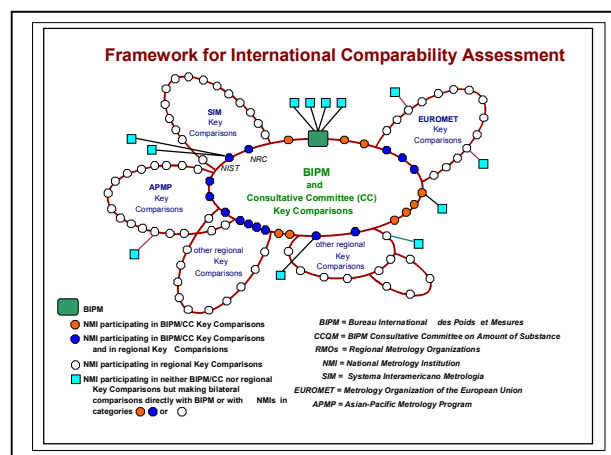 Framework for International Comparability Assessment
SIM
Key
Comparisons
EUROMET
Key
Comparisons
NIST
NRC
BIPM
and
Consultative Committee (CC)
Key Comparisons
APMP
Key
Comparisons
other regional
Key
Comparisons
other regional
Key
Comparisons
BIPM
NMI participating in BIPM/CC Key Comparisons
NMI participating in BIPM/CC Key Comparisons
and in regional Key Comparisons
NMI participating in regional Key Comparisons
NMI participating in neither BIPM/CC nor regional
Key Comparisons but making bilateral
comparisons directly with BIPM or with NMIs in
categories or
BIPM = Bureau International des Poids et Mesures
CCQM = BIPM Consultative Committee on Amount of Substance
RMOs = Regional Metrology Organizations
NMI = National Metrology Institution
SIM = Systema Interamericano Metrologia
EUROMET = Metrology Organization of the European Union
APMP = Asian-Pacific Metrology Program